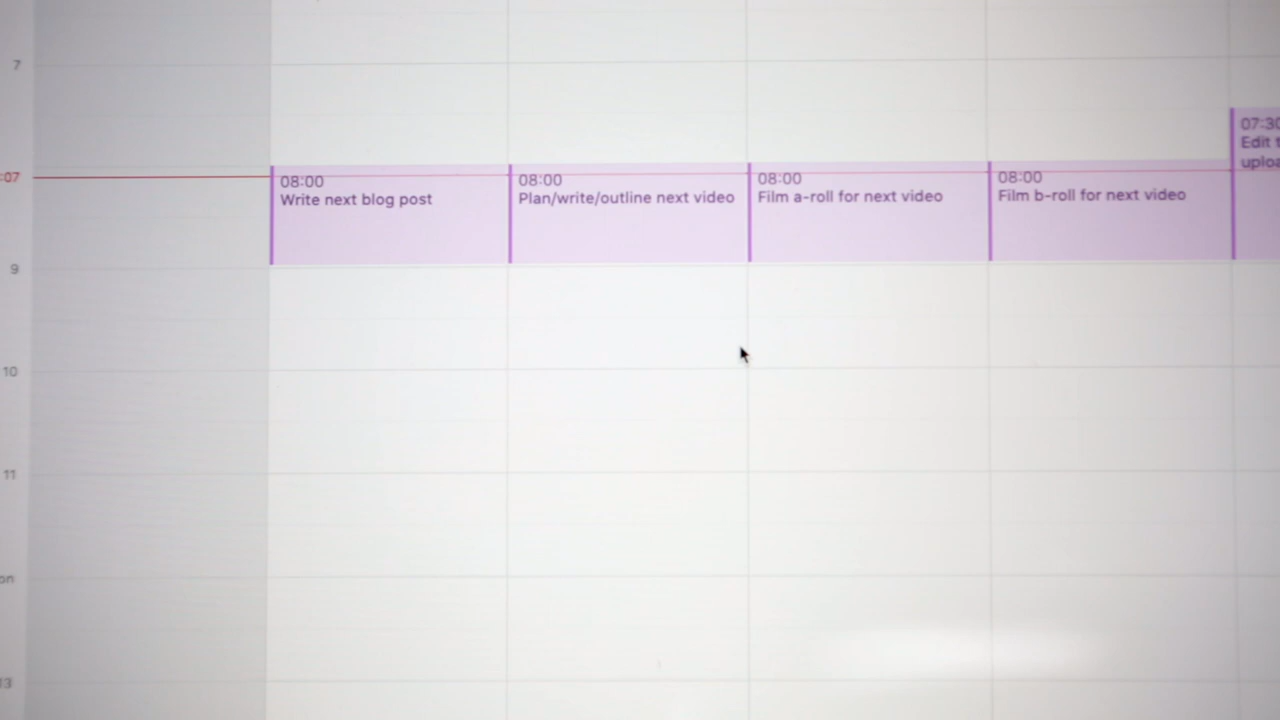 7
07:30
Edit
:07
08:00
Write next blog post
08:00
Plan/write/outline next video
08:00
Film a-roll for next video
08:00
Film b-roll for next video
9
10
11
13